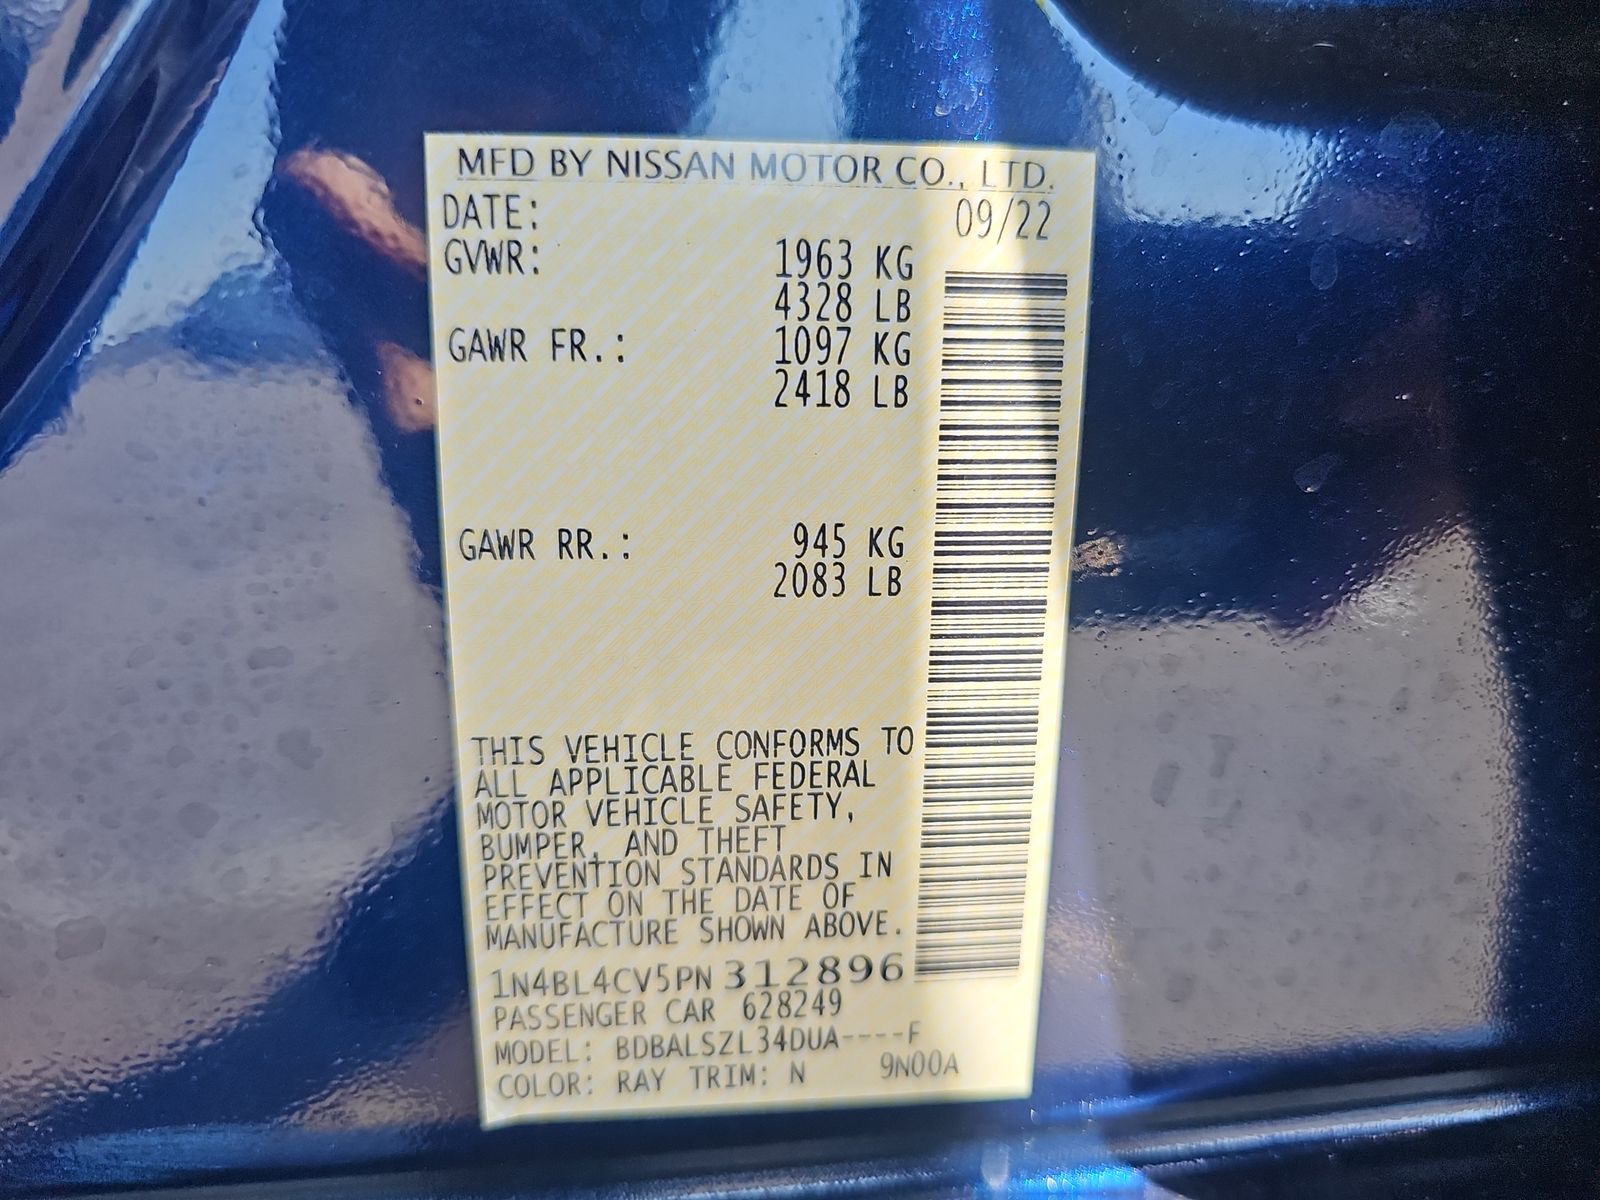 MFD BY NISSAN MOTOR CO., LTD.
DATE: 09/22
GVWR: 1963 KG
4328 LB
GAWR FR.: 1097 KG
2418 LB
GAWR RR.: 945 KG
2083 LB
THIS VEHICLE CONFORMS TO
ALL APPLICABLE FEDERAL
MOTOR VEHICLE SAFETY,
BUMPER, AND THEFT
PREVENTION STANDARDS IN
EFFECT ON THE DATE OF
MANUFACTURE SHOWN ABOVE.
1N4BL4CV5PN312896
PASSENGER CAR 628249
MODEL: BDBALSZL34DUA----F
COLOR: RAY TRIM: N 9N00A